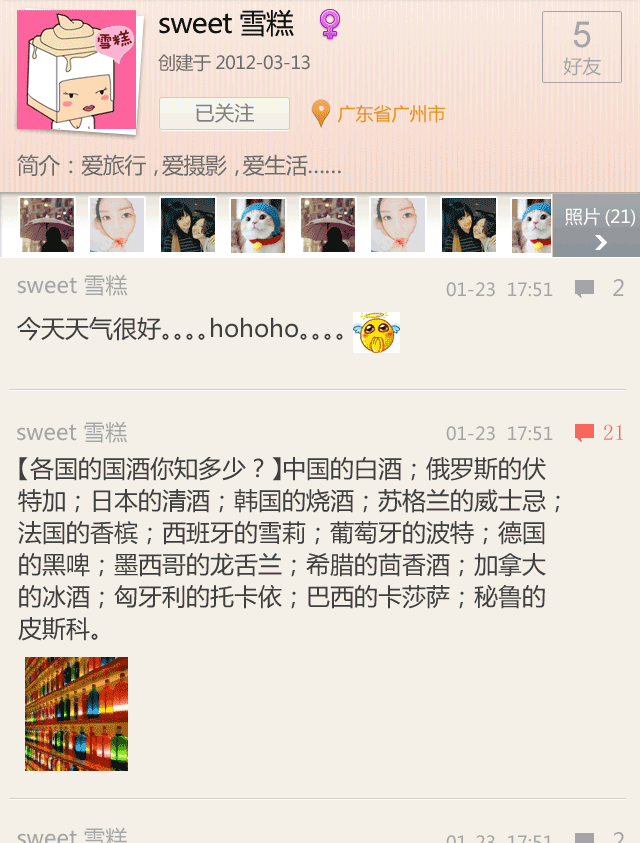 雪糕
sweet 雪糕
5
好友
创建于 2012-03-13
已关注
广东省广州市
简介：爱旅行，爱摄影，爱生活……
照片 (21)
sweet 雪糕 01-23 17:51 2
今天天气很好。。。。hohoho。。。。
sweet 雪糕 01-23 17:51 21
【各国的国酒你知多少？】中国的白酒；俄罗斯的伏
特加；日本的清酒；韩国的烧酒；苏格兰的威士忌；
法国的香槟；西班牙的雪莉；葡萄牙的波特；德国
的黑啤；墨西哥的龙舌兰；希腊的茴香酒；加拿大
的冰酒；匈牙利的托卡依；巴西的卡莎萨；秘鲁的
皮斯科。
sweet 雪糕 01-23 17:51 2